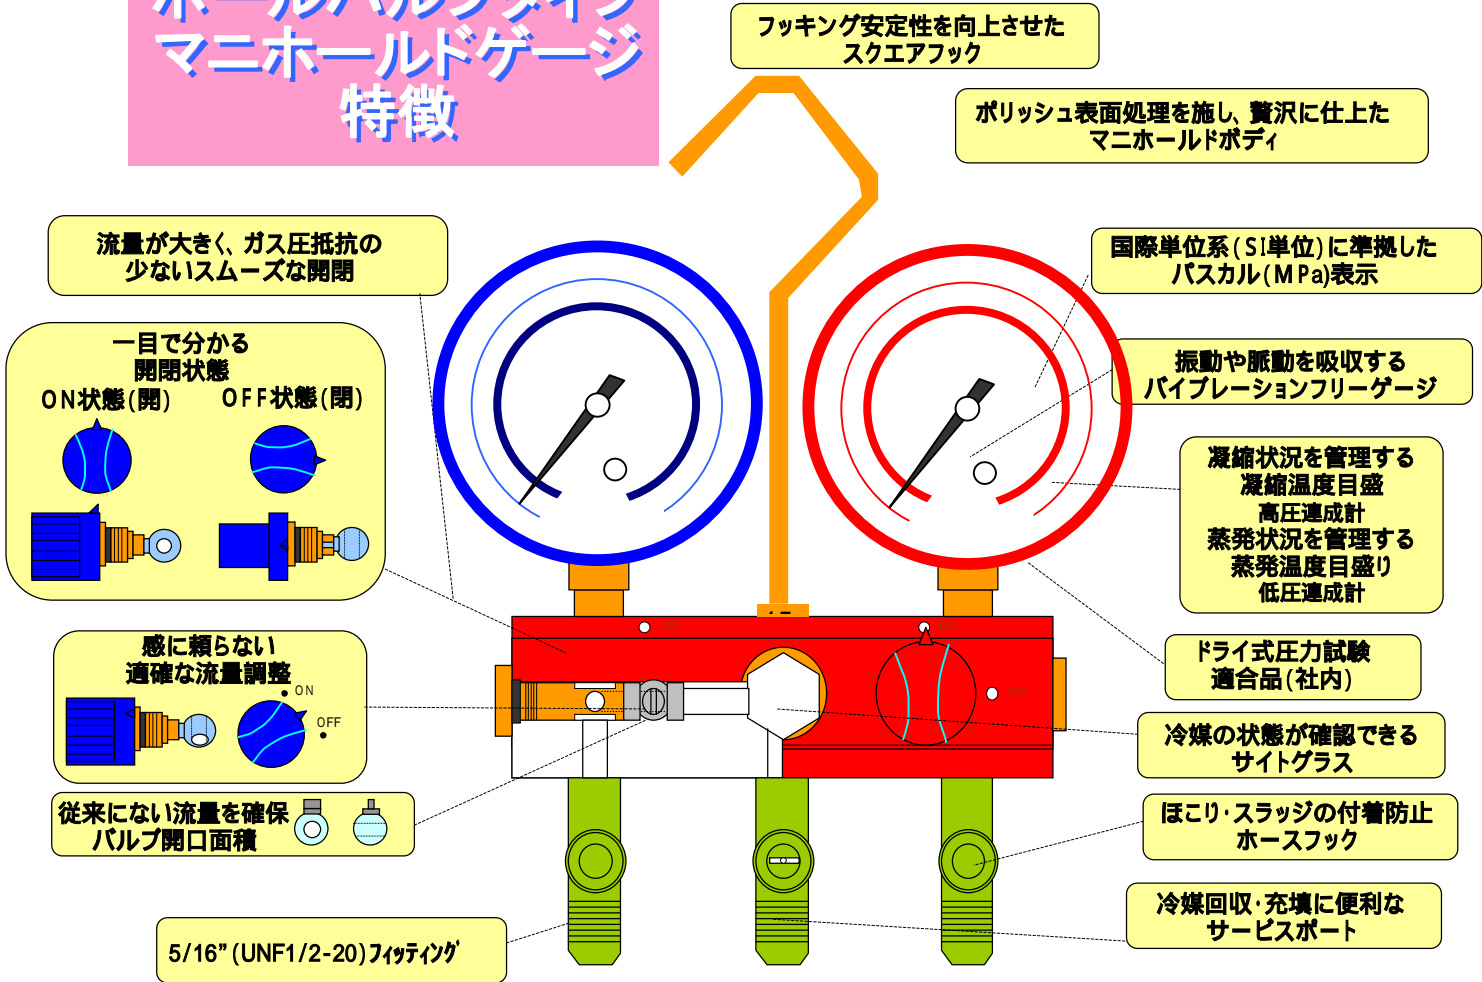 ボールバルブタイプ
マニホールドゲージ
特徴
フッキング安定性を向上させた
スクエアフック
ポリッシュ表面処理を施し、贅沢に仕上た
マニホールドボディ
流量が大きく、ガス圧抵抗の
少ないスムーズな開閉
国際単位系(SI単位)に準拠した
パスカル(MPa)表示
一目で分かる
開閉状態
ON状態(開)
OFF状態(閉)
振動や脈動を吸収する
バイブレーションフリーゲージ
凝縮状況を管理する
凝縮温度目盛
高圧連成計
蒸発状況を管理する
蒸発温度目盛り
低圧連成計
感に頼らない
適確な流量調整
ON
OFF
ドライ式圧力試験
適合品(社内)
冷媒の状態が確認できる
サイトグラス
従来にない流量を確保
バルブ開口面積
ほこり・スラッジの付着防止
ホースフック
冷媒回収・充填に便利な
サービスポート
5/16”(UNF1/2-20)フィッティング